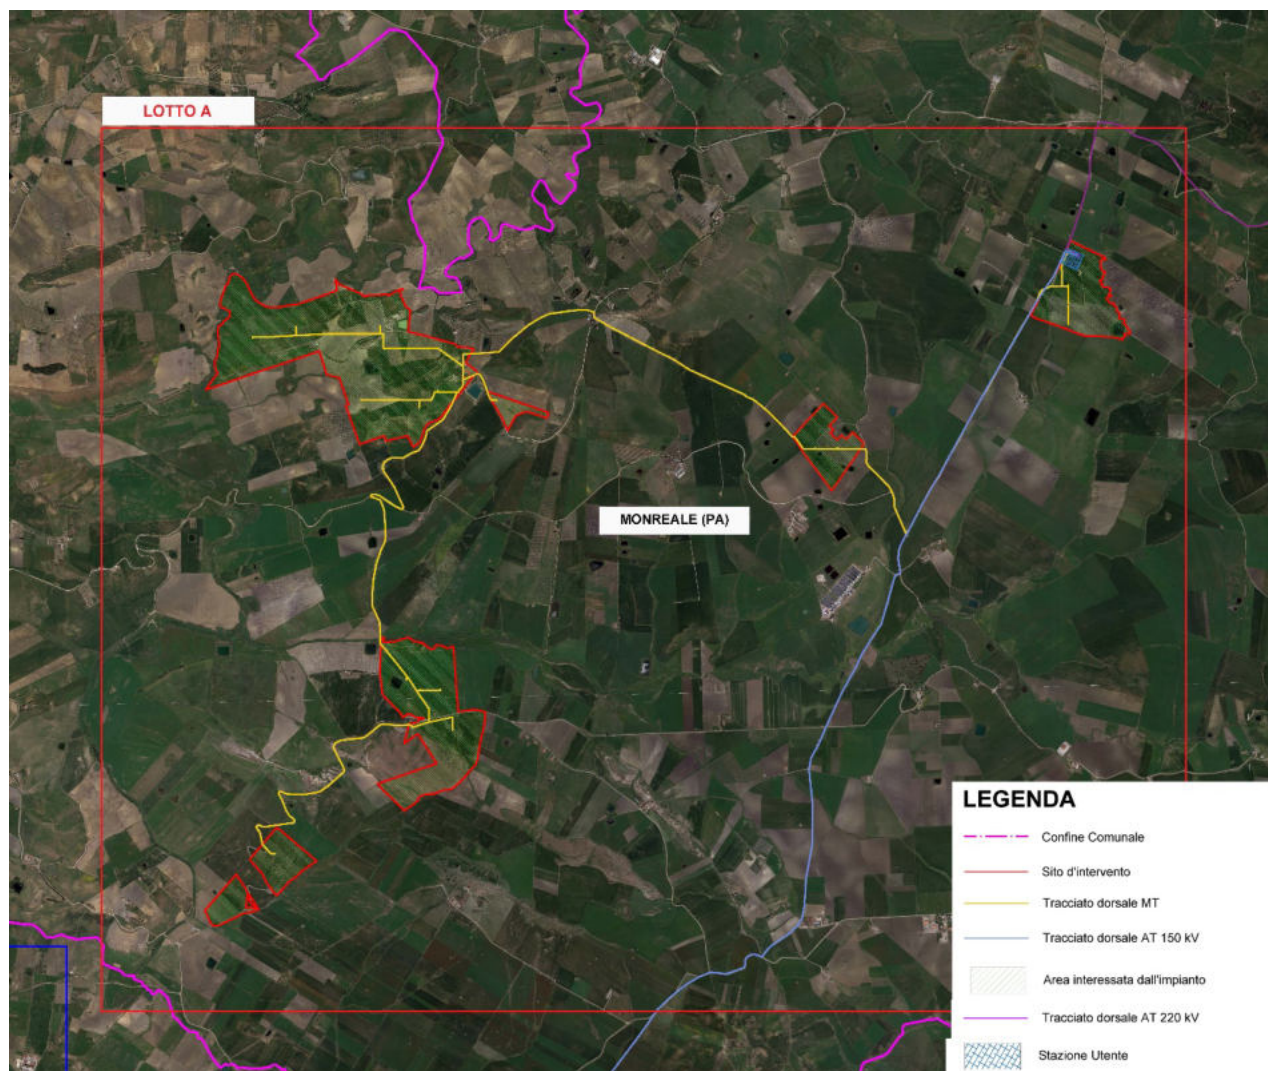 LOTTO A
MONREALE (PA)
LEGENDA
Confine Comunale
Sito d'intervento
Tracciato dorsale MT
Tracciato dorsale AT 150 kV
Area interessata dall'impianto
Tracciato dorsale AT 220 kV
Stazione Utente